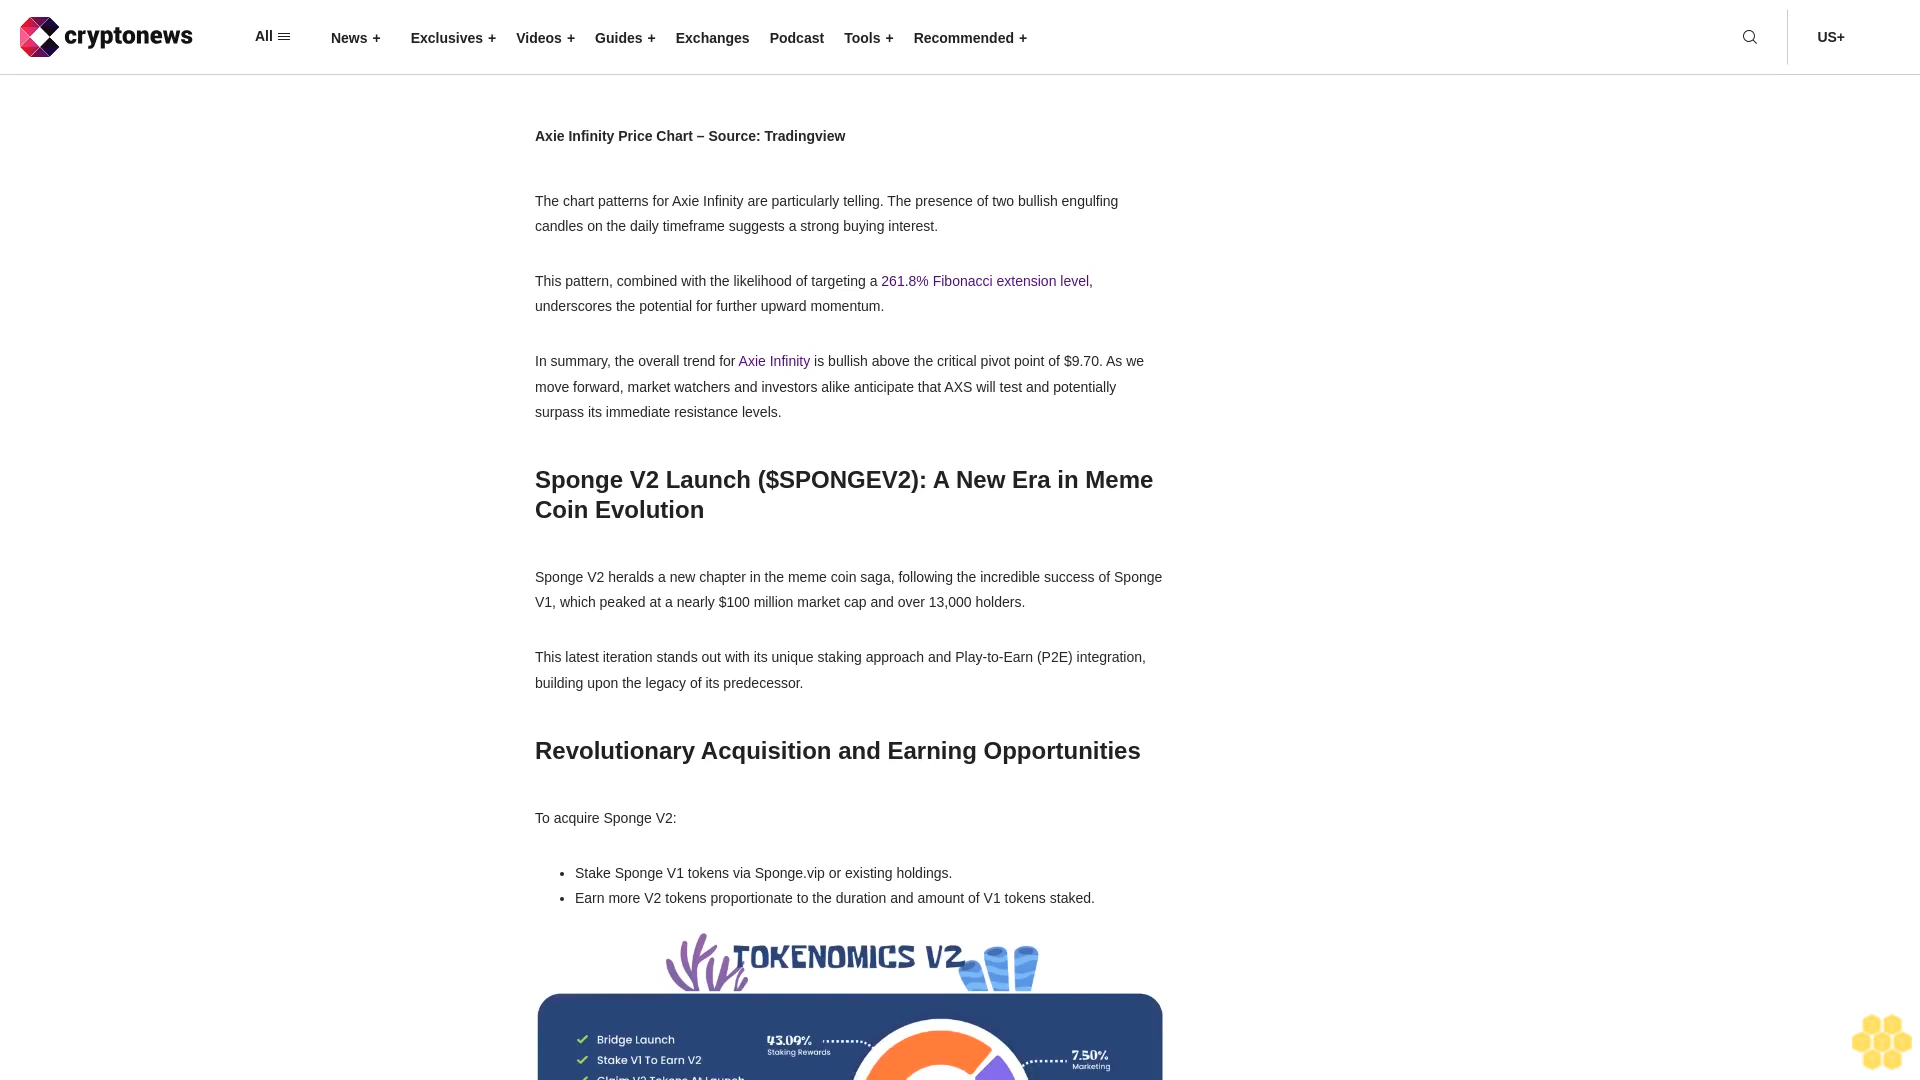 cryptonews
All
News +
Exclusives +
Videos +
Guides +
Exchanges
Podcast
Tools +
Recommended +
US+
Axie Infinity Price Chart – Source: Tradingview
The chart patterns for Axie Infinity are particularly telling. The presence of two bullish engulfing
candles on the daily timeframe suggests a strong buying interest.
This pattern, combined with the likelihood of targeting a 261.8% Fibonacci extension level,
underscores the potential for further upward momentum.
In summary, the overall trend for Axie Infinity is bullish above the critical pivot point of $9.70. As we
move forward, market watchers and investors alike anticipate that AXS will test and potentially
surpass its immediate resistance levels.
Sponge V2 Launch ($SPONGEV2): A New Era in Meme
Coin Evolution
Sponge V2 heralds a new chapter in the meme coin saga, following the incredible success of Sponge
V1, which peaked at a nearly $100 million market cap and over 13,000 holders.
This latest iteration stands out with its unique staking approach and Play-to-Earn (P2E) integration,
building upon the legacy of its predecessor.
Revolutionary Acquisition and Earning Opportunities
To acquire Sponge V2:
• Stake Sponge V1 tokens via Sponge.vip or existing holdings.
• Earn more V2 tokens proportionate to the duration and amount of V1 tokens staked.
TOKENOMICS V2
Bridge Launch
43.09%
Staking Rewards
7.50%
Marketing
Stake V1 To Earn V2
Claim V2 Tokens At Launch